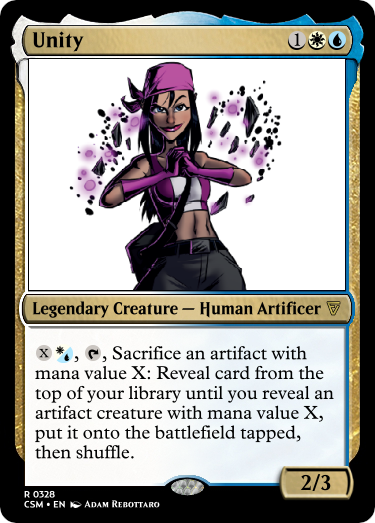 Unity 1
Legendary Creature — Human Artificer
X , , Sacrifice an artifact with
mana value X: Reveal card from the
top of your library until you reveal an
artifact creature with mana value X,
put it onto the battlefield tapped,
then shuffle.
2/3
R 0328
CSM • EN Adam Rebottaro